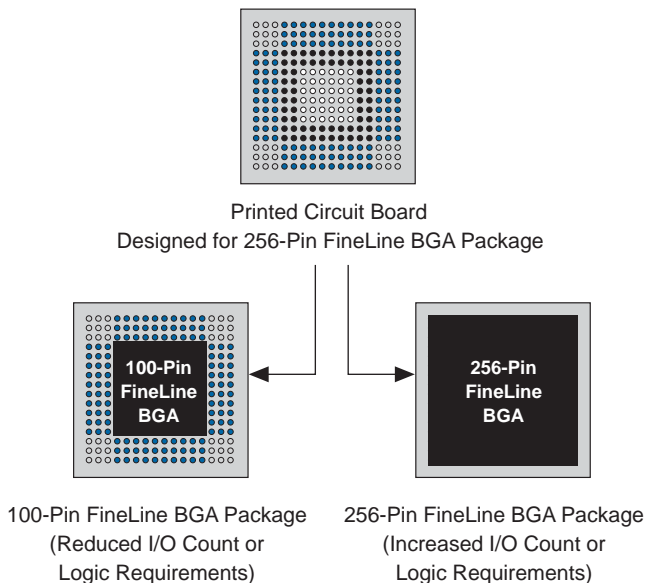 Printed Circuit Board
Designed for 256-Pin FineLine BGA Package
100-Pin
FineLine
BGA
256-Pin
FineLine
BGA
100-Pin FineLine BGA Package
(Reduced I/O Count or
Logic Requirements)
256-Pin FineLine BGA Package
(Increased I/O Count or
Logic Requirements)